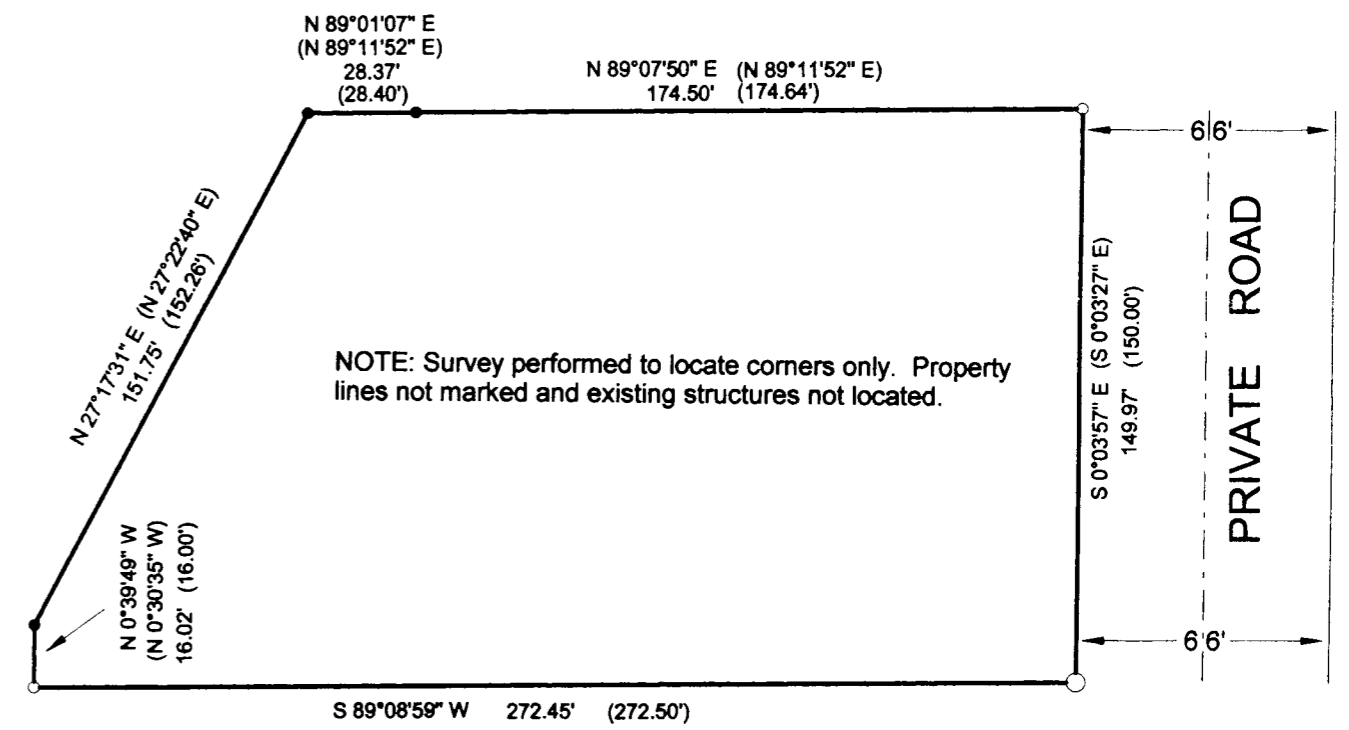 N 89°01'07" E
(N 89°11'52" E)
28.37'
(28.40')
N 89°07'50" E (N 89°11'52" E)
174.50' (174.64')
66'
N 27°17'31" E (N 27°22'40" E)
151.75' (152.26')
S 0°03'57" E (S 0°03'27" E)
149.97' (150.00')
PRIVATE ROAD
NOTE: Survey performed to locate corners only. Property
lines not marked and existing structures not located.
N 0°39'49" W
(N 0°30'35" W)
16.02' (16.00')
66'
S 89°08'59" W 272.45' (272.50')